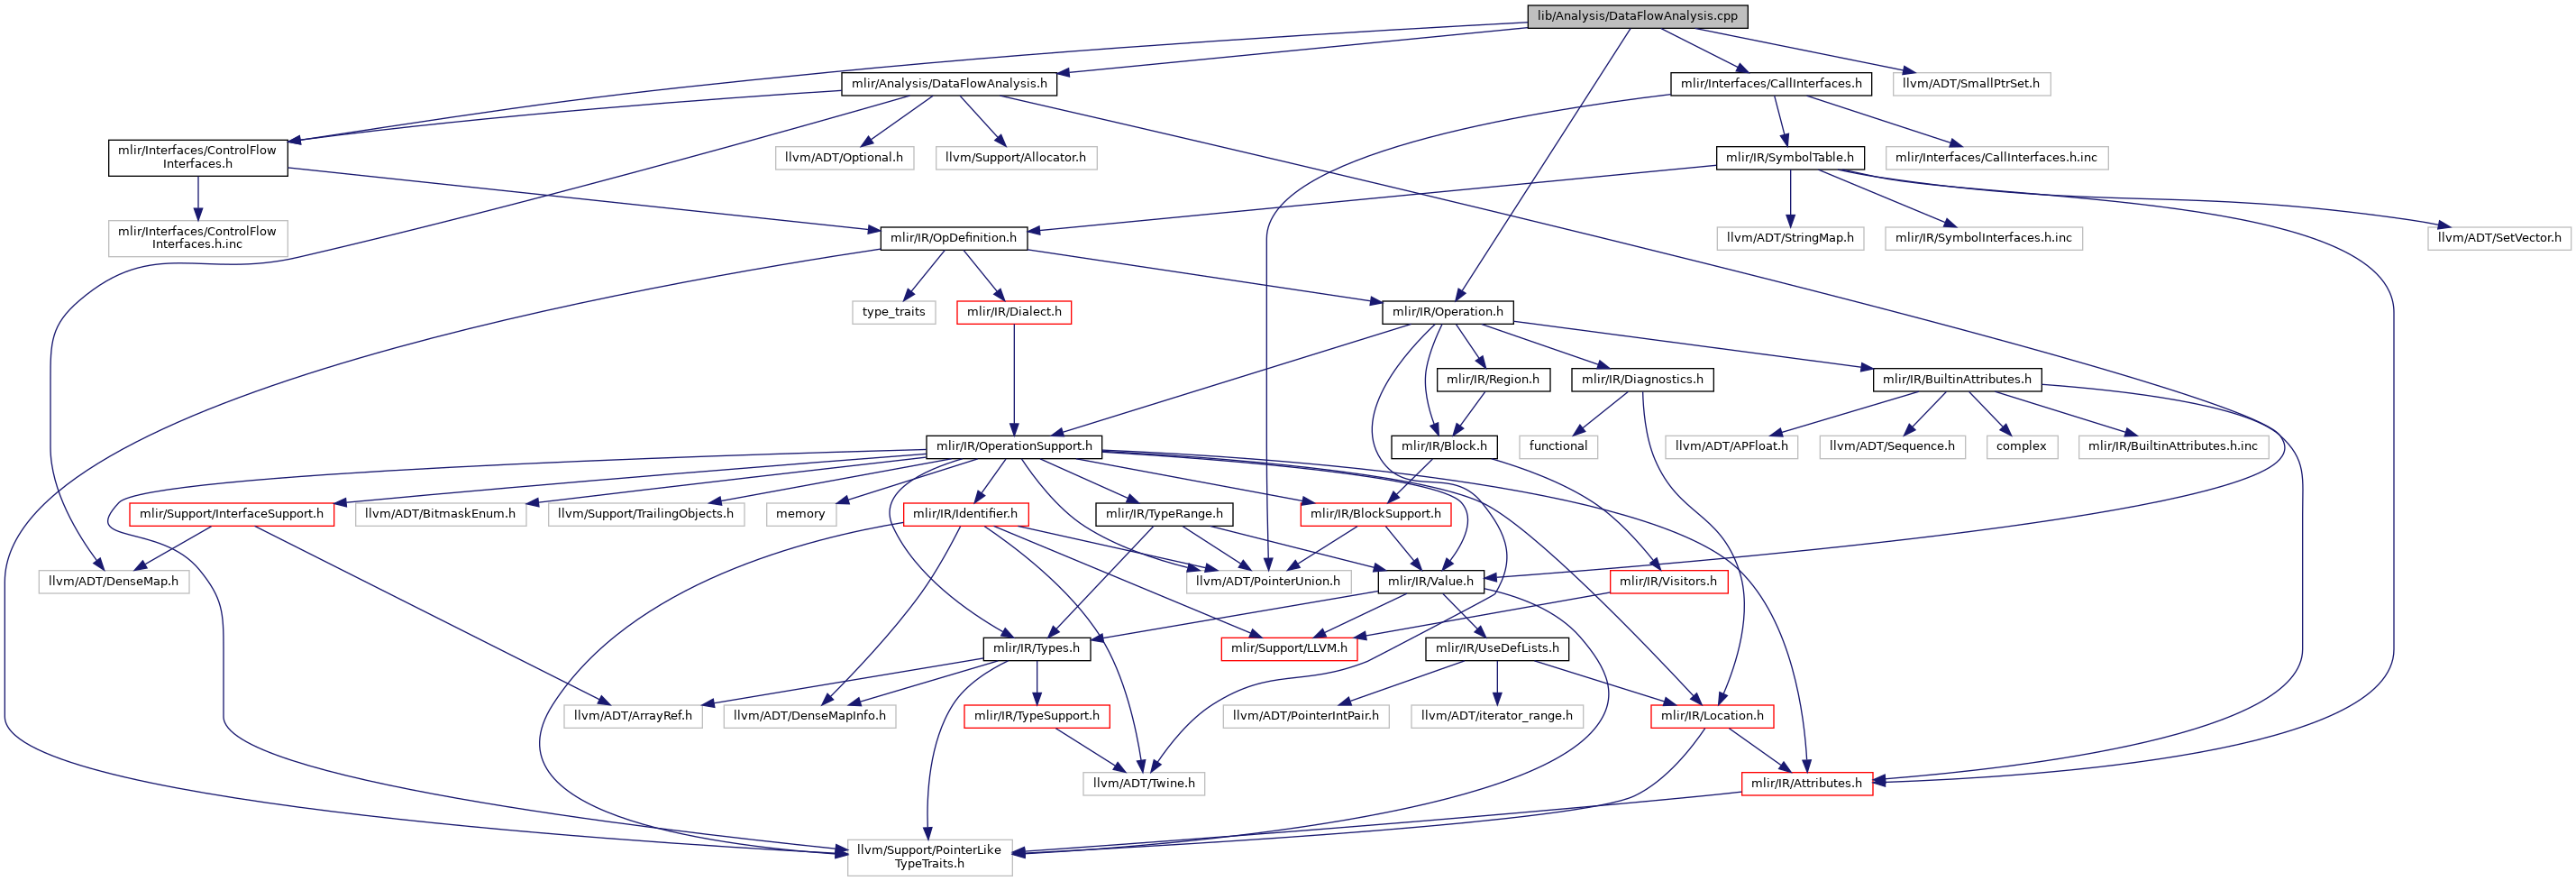 lib/Analysis/DataFlowAnalysis.cpp
mlir/Analysis/DataFlowAnalysis.h
mlir/Interfaces/CallInterfaces.h
llvm/ADT/SmallPtrSet.h
mlir/Interfaces/ControlFlow
Interfaces.h
llvm/ADT/Optional.h
llvm/Support/Allocator.h
mlir/IR/SymbolTable.h
mlir/Interfaces/CallInterfaces.h.inc
mlir/Interfaces/ControlFlow
Interfaces.h.inc
mlir/IR/OpDefinition.h
llvm/ADT/StringMap.h
mlir/IR/SymbolInterfaces.h.inc
llvm/ADT/SetVector.h
type_traits
mlir/IR/Dialect.h
mlir/IR/Operation.h
mlir/IR/Region.h
mlir/IR/Diagnostics.h
mlir/IR/BuiltinAttributes.h
mlir/IR/OperationSupport.h
mlir/IR/Block.h
functional
llvm/ADT/APFloat.h
llvm/ADT/Sequence.h
complex
mlir/IR/BuiltinAttributes.h.inc
mlir/Support/InterfaceSupport.h
llvm/ADT/BitmaskEnum.h
llvm/Support/TrailingObjects.h
memory
mlir/IR/Identifier.h
mlir/IR/TypeRange.h
mlir/IR/BlockSupport.h
llvm/ADT/DenseMap.h
llvm/ADT/PointerUnion.h
mlir/IR/Value.h
mlir/IR/Visitors.h
mlir/IR/Types.h
mlir/Support/LLVM.h
mlir/IR/UseDefLists.h
llvm/ADT/ArrayRef.h
llvm/ADT/DenseMapInfo.h
mlir/IR/TypeSupport.h
llvm/ADT/PointerIntPair.h
llvm/ADT/iterator_range.h
mlir/IR/Location.h
llvm/ADT/Twine.h
mlir/IR/Attributes.h
llvm/Support/PointerLike
TypeTraits.h